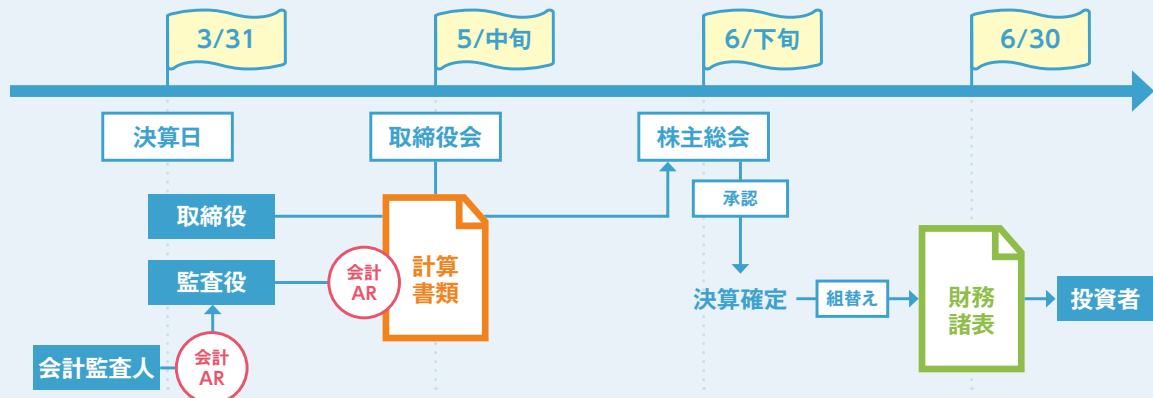 3/31
5/中旬
6/下旬
6/30
決算日
取締役会
株主総会
取締役
承認
監査役
会計
AR
計算
書類
決算確定
組替え
財務
諸表
投資者
会計監査人
会計
AR